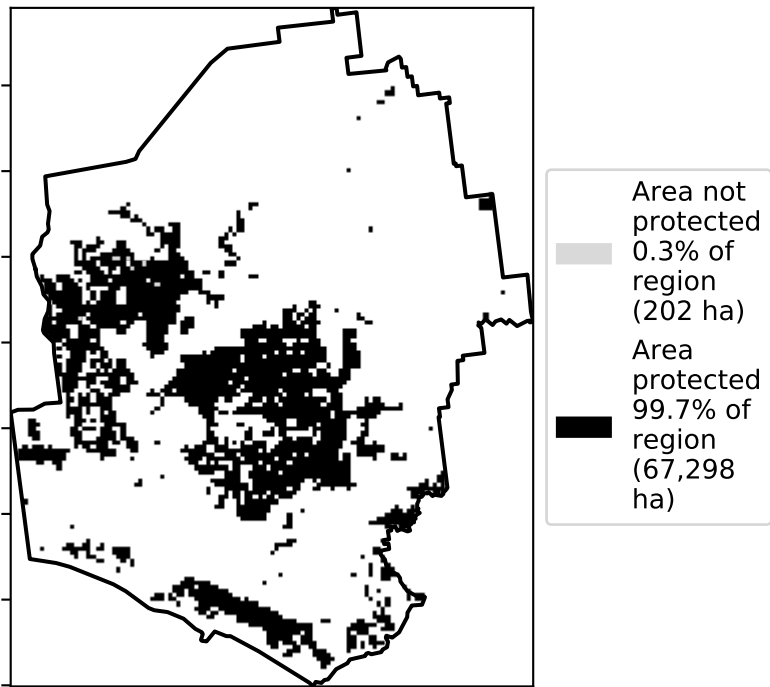 Area not
protected
0.3% of
region
(202 ha)
Area
protected
99.7% of
region
(67,298
ha)